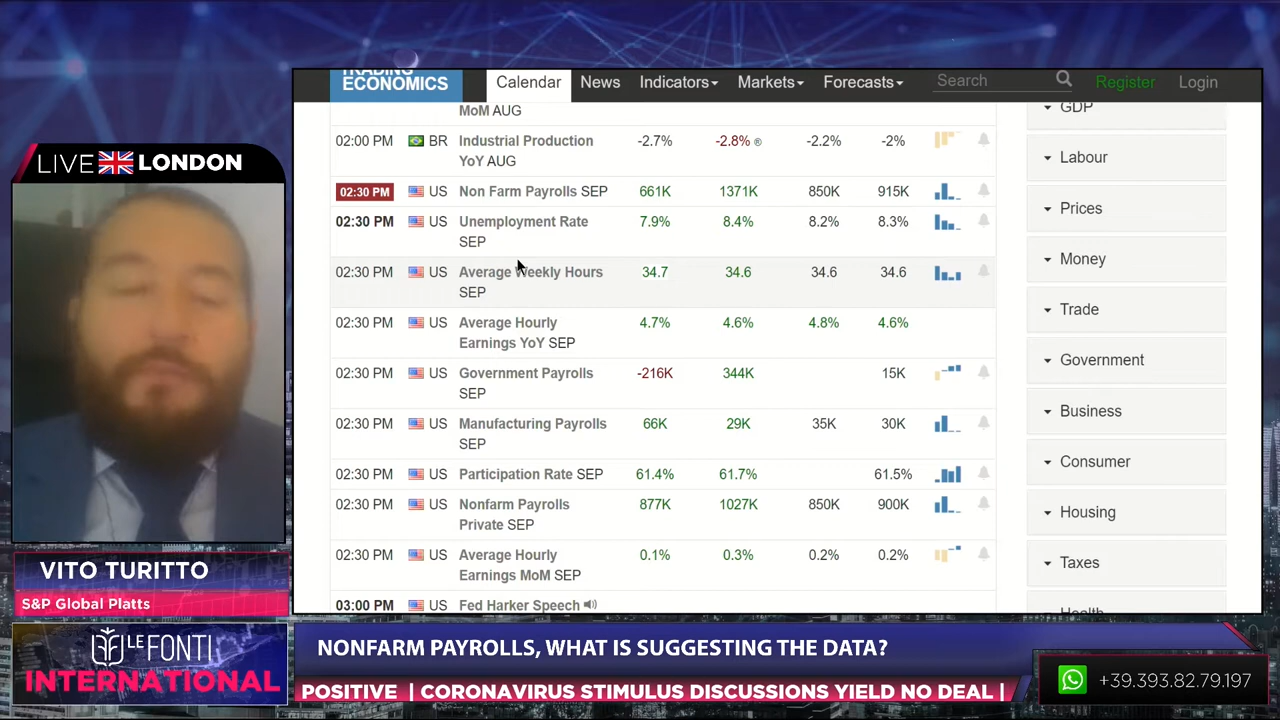 LIVE LONDON
VITO TURITTO
S&P Global Platts
LE FONTI
INTERNATIONAL
TRADING
ECONOMICS
Calendar News Indicators Markets Forecasts Search Register Login
MoM AUG
02:00 PM BR Industrial Production -2.7% -2.8% ® -2.2% -2%
YoY AUG
02:30 PM US Non Farm Payrolls SEP 661K 1371K 850K 915K
02:30 PM US Unemployment Rate 7.9% 8.4% 8.2% 8.3%
SEP
02:30 PM US Average Weekly Hours 34.7 34.6 34.6 34.6
SEP
02:30 PM US Average Hourly 4.7% 4.6% 4.8% 4.6%
Earnings YoY SEP
02:30 PM US Government Payrolls -216K 344K 15K
SEP
02:30 PM US Manufacturing Payrolls 66K 29K 35K 30K
SEP
02:30 PM US Participation Rate SEP 61.4% 61.7% 61.5%
02:30 PM US Nonfarm Payrolls 877K 1027K 850K 900K
Private SEP
02:30 PM US Average Hourly 0.1% 0.3% 0.2% 0.2%
Earnings MoM SEP
03:00 PM US Fed Harker Speech
GDP
Labour
Prices
Money
Trade
Government
Business
Consumer
Housing
Taxes
Health
NONFARM PAYROLLS, WHAT IS SUGGESTING THE DATA?
POSITIVE | CORONAVIRUS STIMULUS DISCUSSIONS YIELD NO DEAL |
+39.393.82.79.197